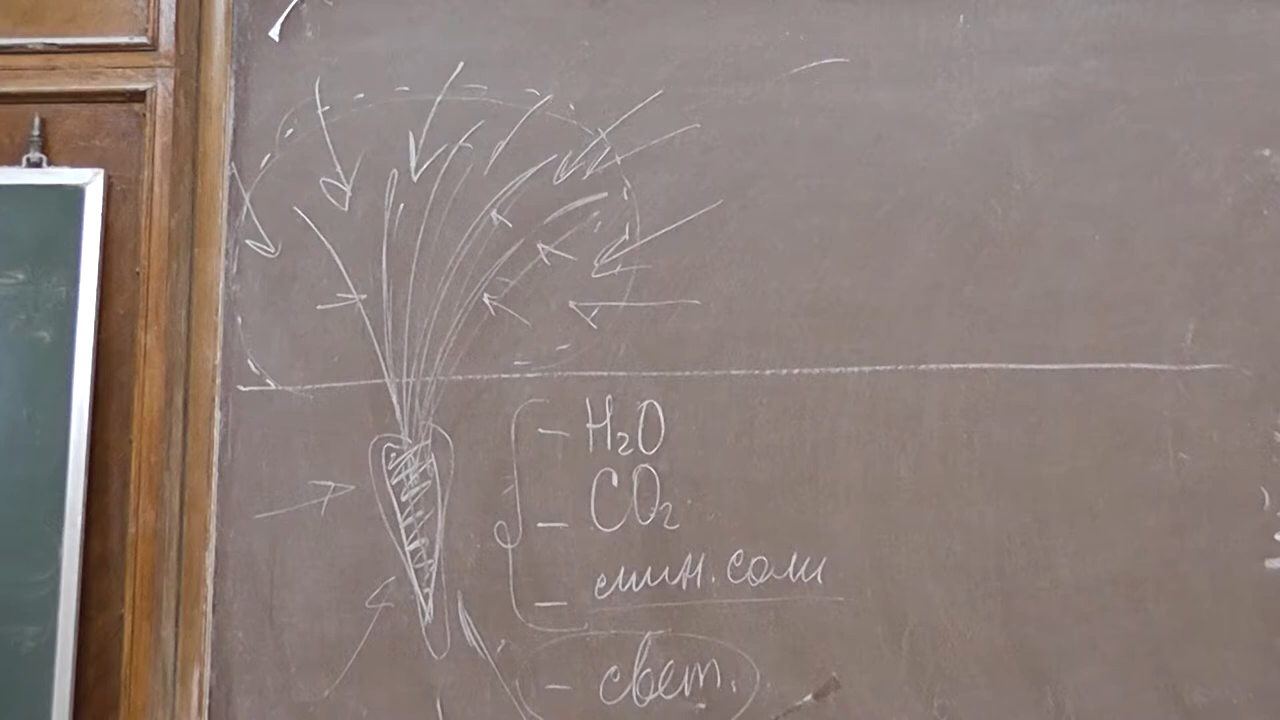 - H₂O
- CO₂
- мин. соли
- свет.